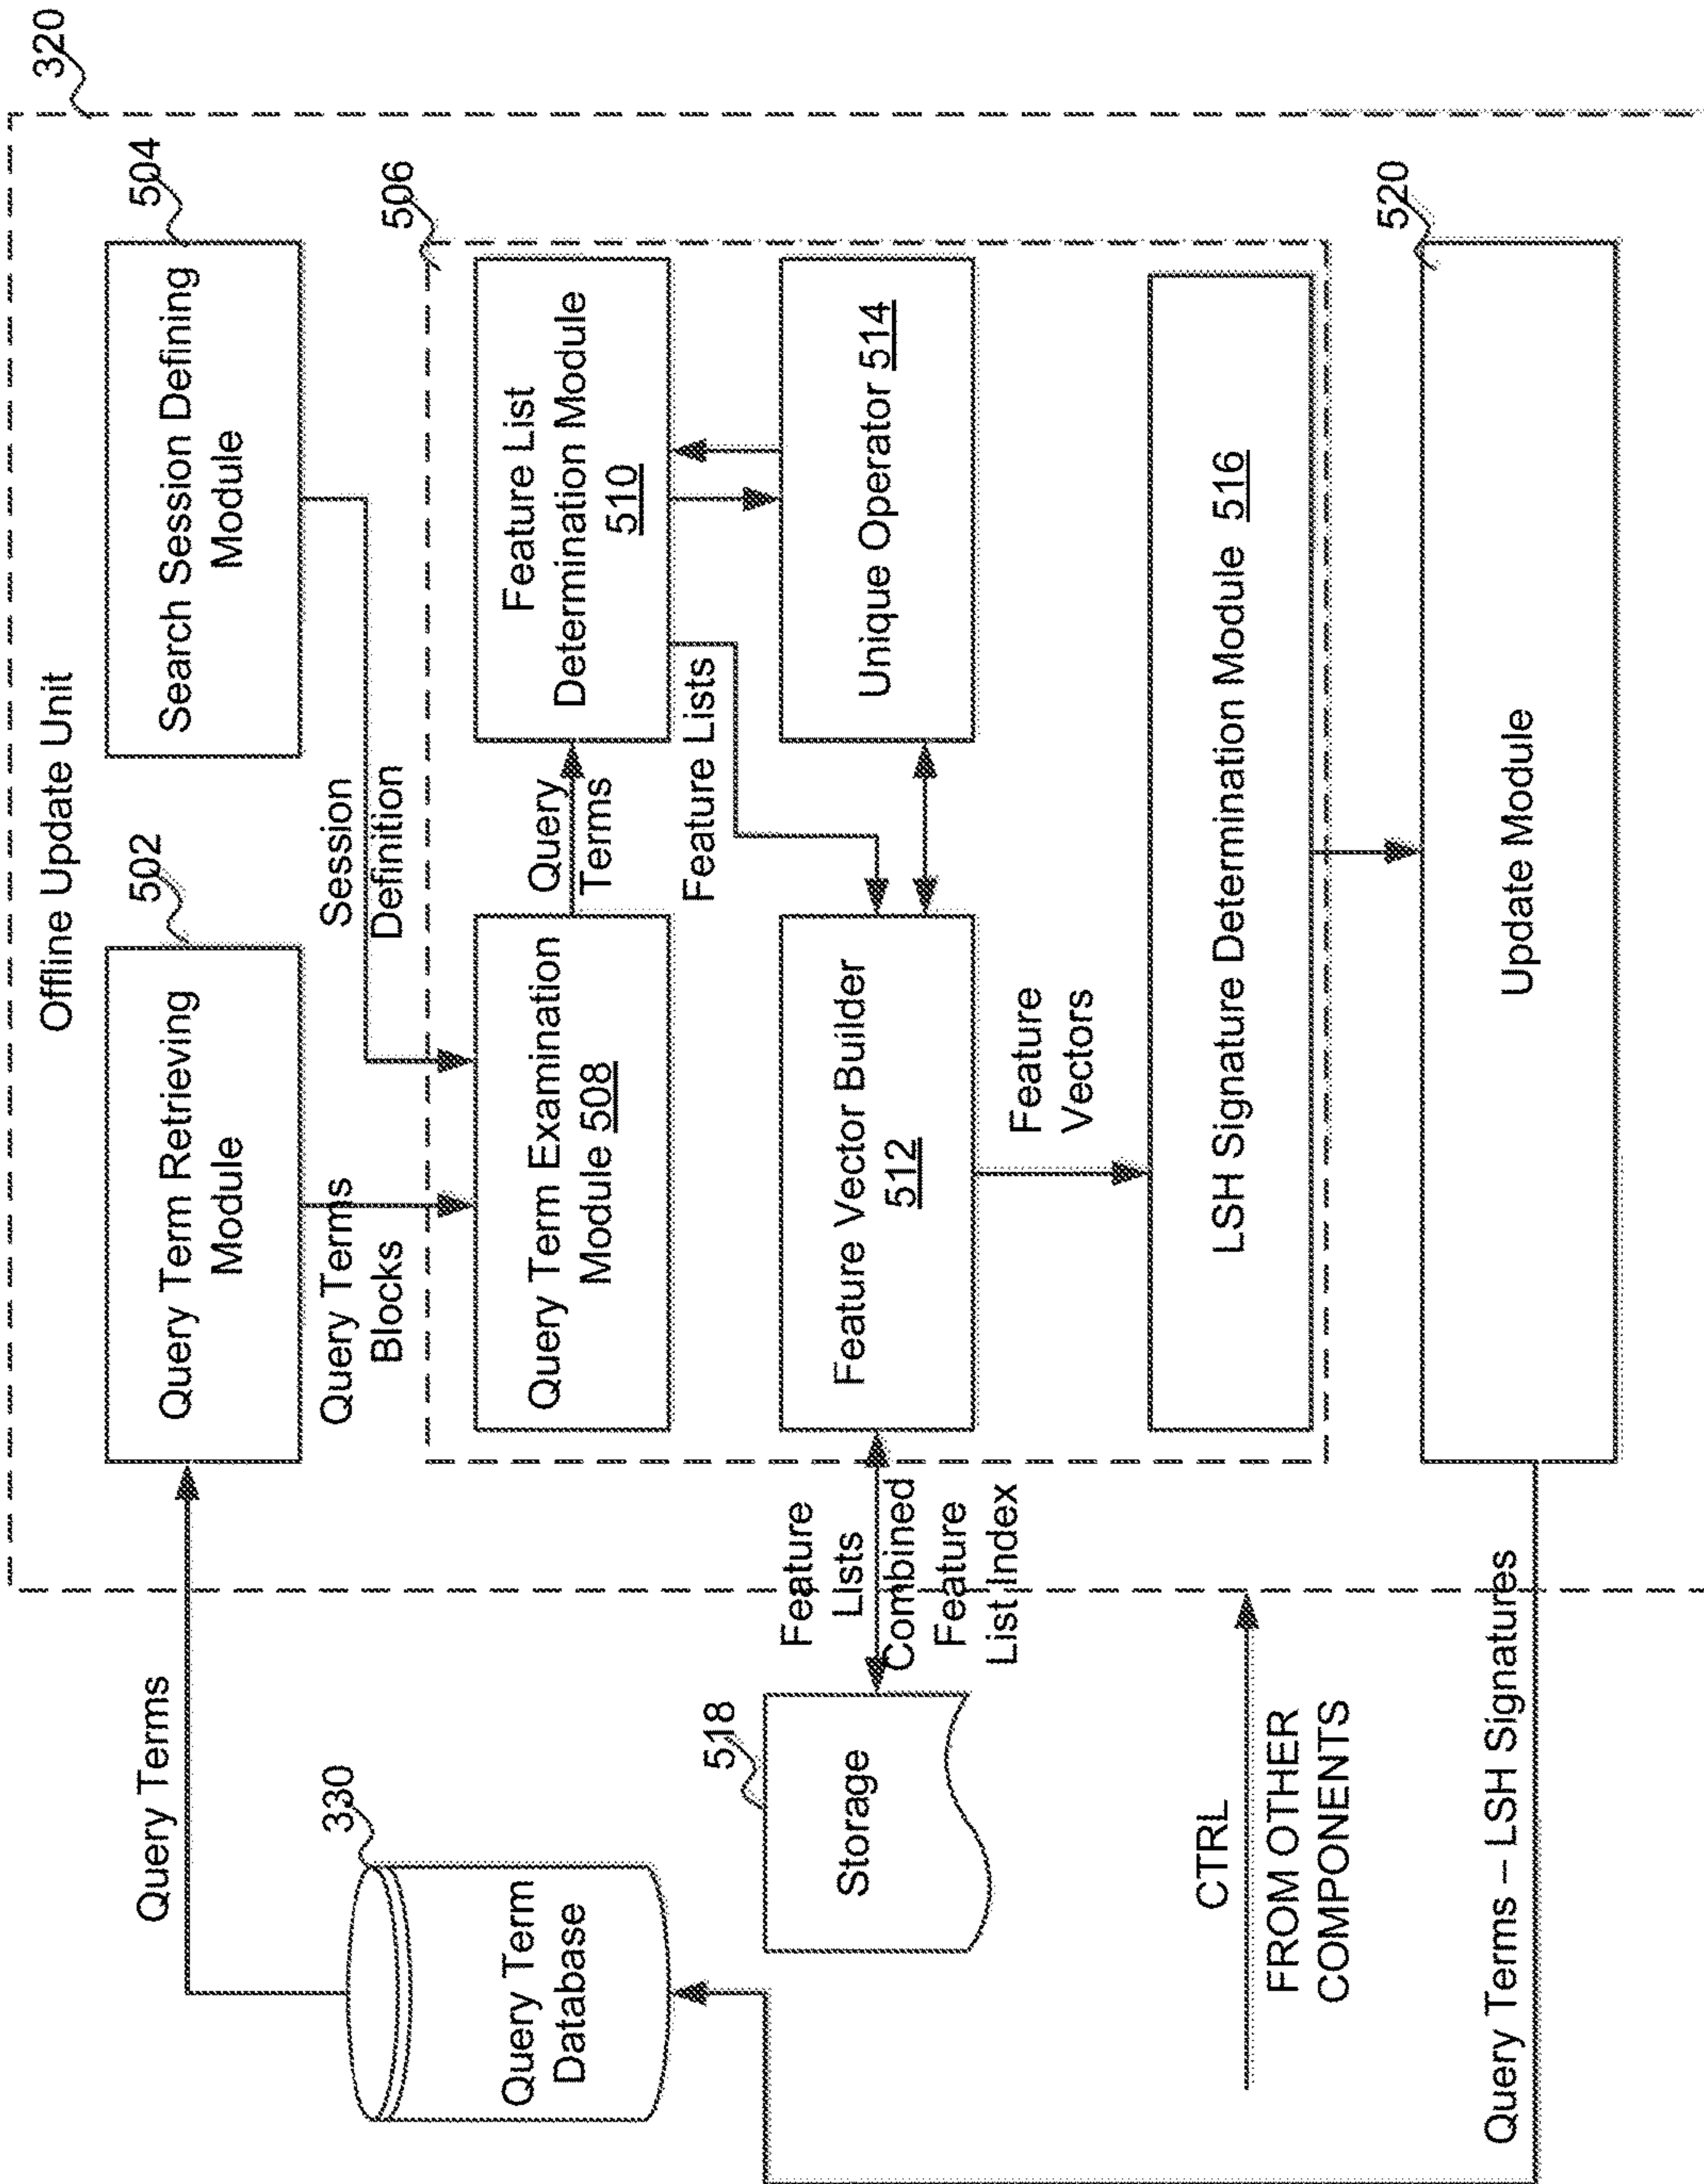 Offline Update Unit
320
Query Terms
Query Term Retrieving
Module
502
Search Session Defining
Module
504
330
Query Term
Database
Query Terms
Blocks
Session
Definition
506
Query Term Examination
Module 508
Query
Terms
Feature List
Determination Module
510
Feature Lists
518
Storage
Feature
Lists
Combined
Feature
List Index
Feature Vector Builder
512
Unique Operator 514
Feature
Vectors
LSH Signature Determination Module 516
CTRL
FROM OTHER
COMPONENTS
520
Update Module
Query Terms – LSH Signatures